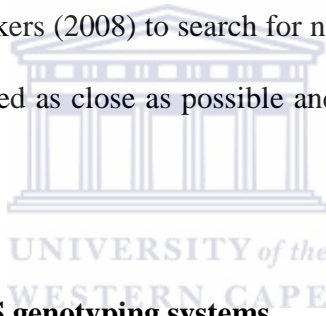 kers (2008) to search for n
ed as close as possible and
UNIVERSITY of the
WESTERN CAPE
genotyping systems